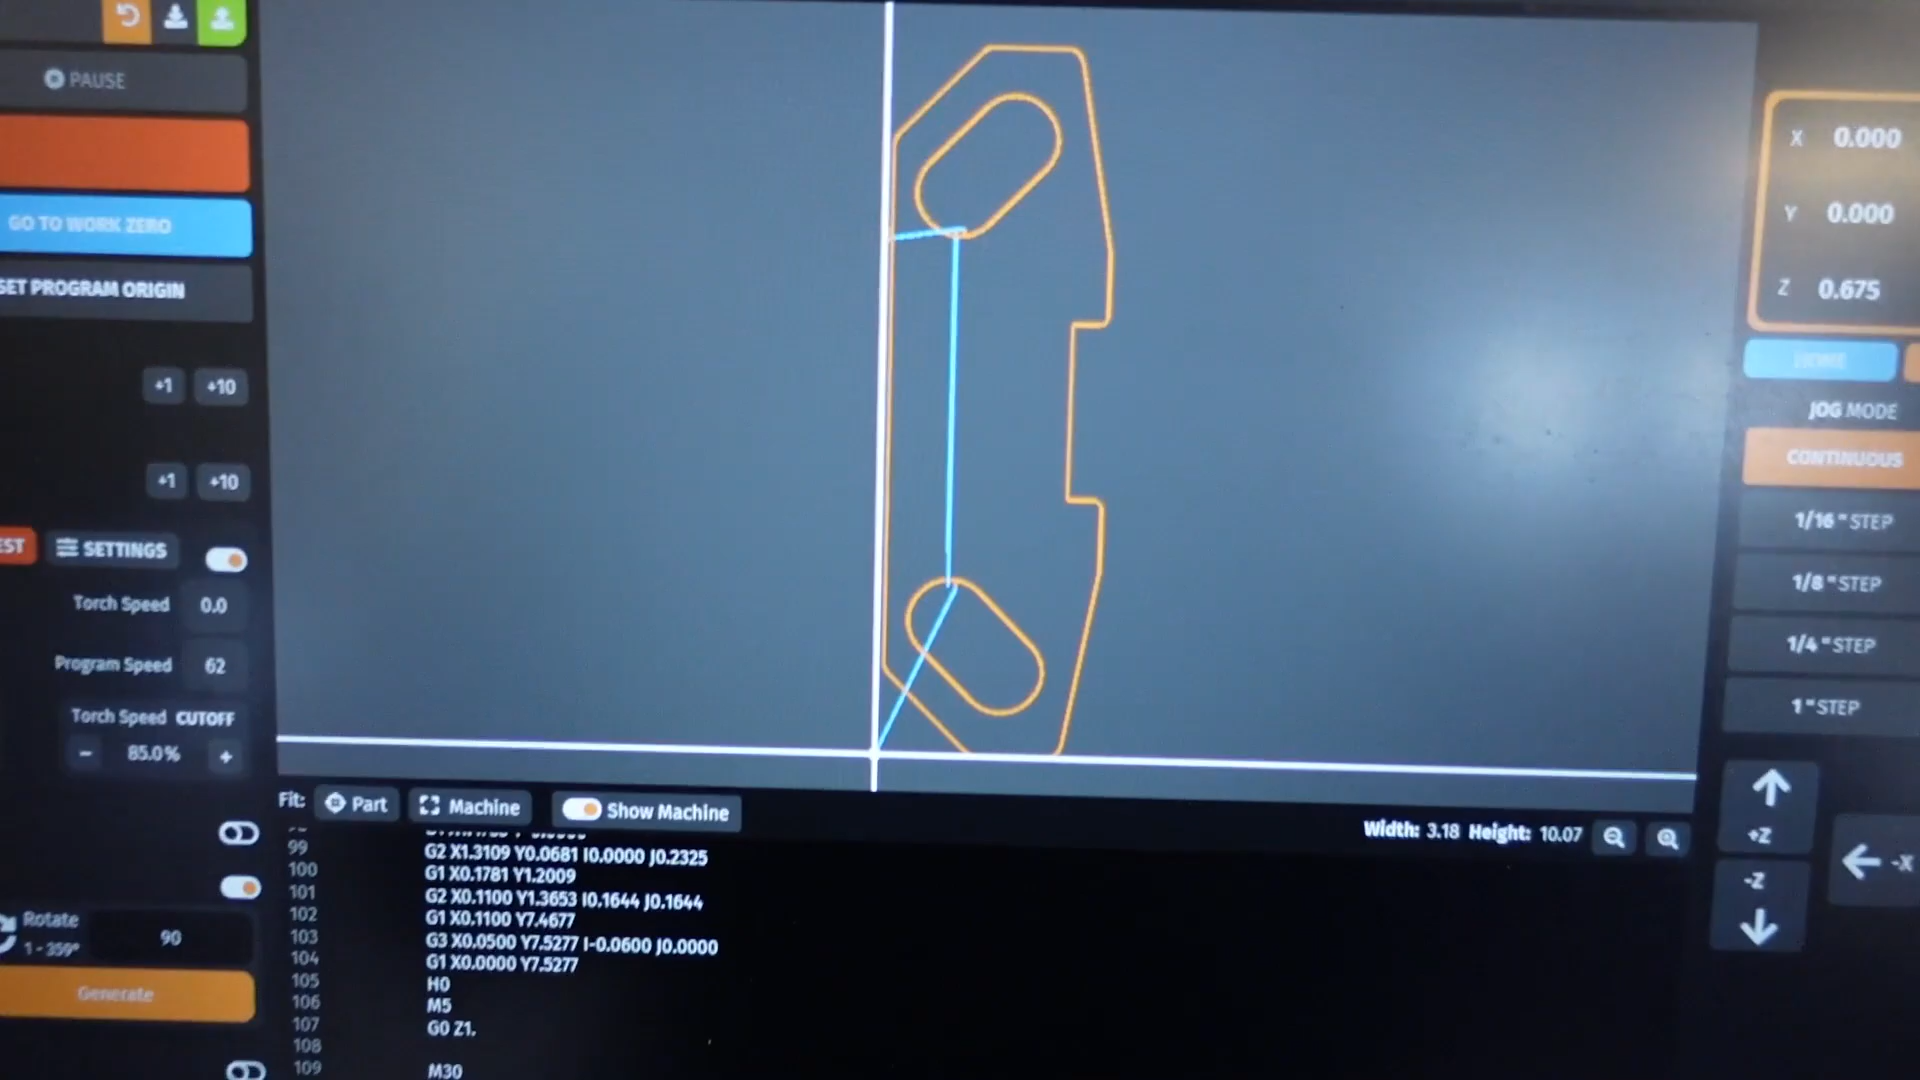 PAUSE
GO TO WORK ZERO
SET PROGRAM ORIGIN
+1 +10
+1 +10
EST SETTINGS
Torch Speed 0.0
Program Speed 62
Torch Speed CUTOFF
- 85.0% +
Rotate
1 - 359°
90
Generate
Fit: Part Machine Show Machine
Width: 3.18 Height: 10.07
99 G2 X1.3109 Y0.0681 I0.0000 J0.2325
100 G1 X0.1781 Y1.2009
101 G2 X0.1100 Y1.3653 I0.1644 J0.1644
102 G1 X0.1100 Y7.4677
103 G3 X0.0500 Y7.5277 I-0.0600 J0.0000
104 G1 X0.0000 Y7.5277
105 H0
106 M5
107 G0 Z1.
108
109 M30
X 0.000
Y 0.000
Z 0.675
HOME
JOG MODE
CONTINUOUS
1/16 " STEP
1/8 " STEP
1/4 " STEP
1 " STEP
+Z
-Z
-X